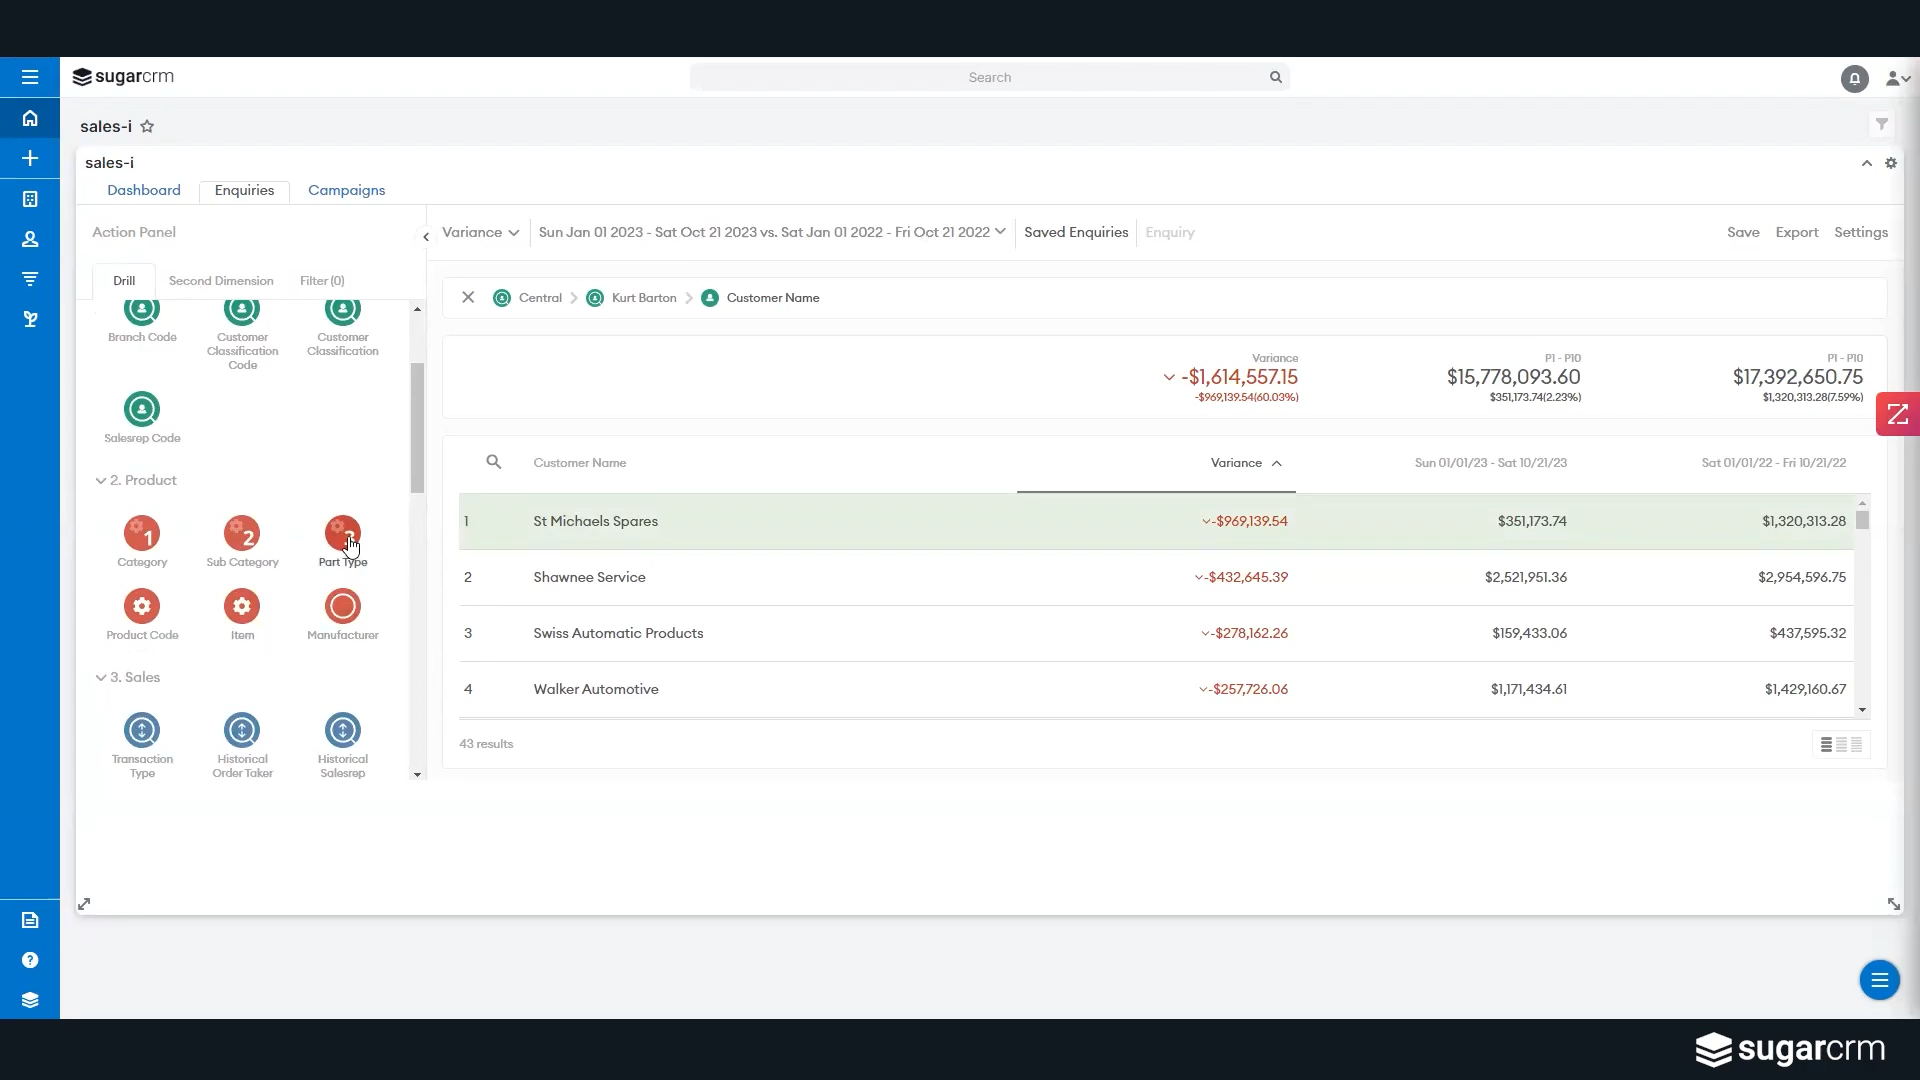 sugarcrm
Search
sales-i
sales-i
Dashboard Enquiries Campaigns
Action Panel
Variance Sun Jan 01 2023 - Sat Oct 21 2023 vs. Sat Jan 01 2022 - Fri Oct 21 2022 Saved Enquiries Enquiry Save Export Settings
Drill Second Dimension Filter (0)
Central Kurt Barton Customer Name
Branch Code
Customer Classification Code
Customer Classification
Salesrep Code
2. Product
1 2
Category Sub Category Part Type
Product Code Item Manufacturer
3. Sales
Transaction Type
Historical Order Taker
Historical Salesrep
Variance P1 - P10 P1 - P10
-$1,614,557.15 $15,778,093.60 $17,392,650.75
-$969,139.54(60.03%) $351,173.74(2.23%) $1,320,313.28(7.59%)
Customer Name Variance Sun 01/01/23 - Sat 10/21/23 Sat 01/01/22 - Fri 10/21/22
1 St Michaels Spares -$969,139.54 $351,173.74 $1,320,313.28
2 Shawnee Service -$432,645.39 $2,521,951.36 $2,954,596.75
3 Swiss Automatic Products -$278,162.26 $159,433.06 $437,595.32
4 Walker Automotive -$257,726.06 $1,171,434.61 $1,429,160.67
43 results
sugarcrm